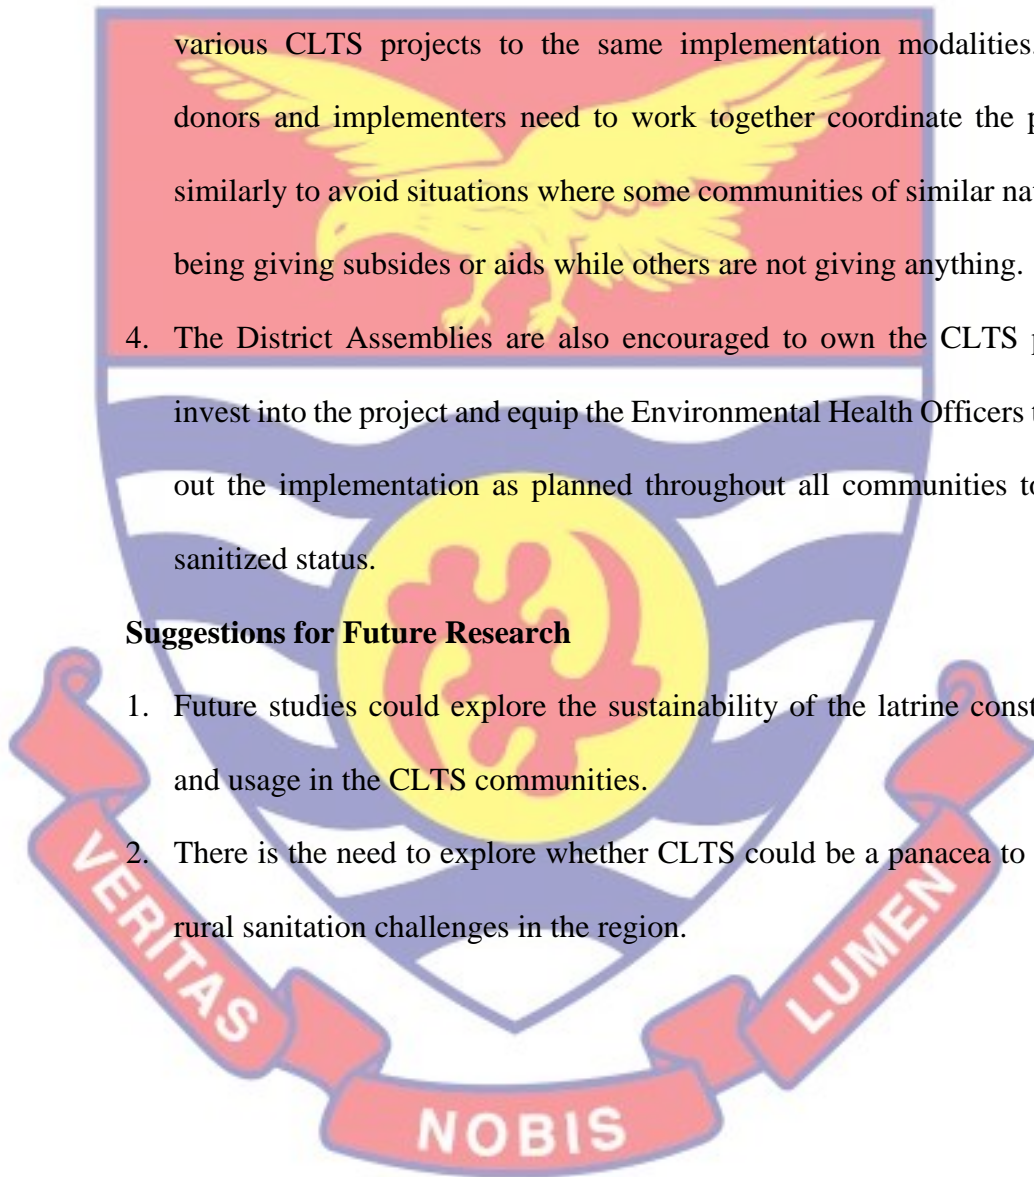 various CLTS projects to the same implementation modalities.
donors and implementers need to work together coordinate the p
similarly to avoid situations where some communities of similar na
being giving subsides or aids while others are not giving anything.
4. The District Assemblies are also encouraged to own the CLTS p
invest into the project and equip the Environmental Health Officers t
out the implementation as planned throughout all communities to
sanitized status.
Suggestions for Future Research
1. Future studies could explore the sustainability of the latrine const
and usage in the CLTS communities.
2. There is the need to explore whether CLTS could be a panacea to
rural sanitation challenges in the region.
VERITAS
NOBIS
LUMEN